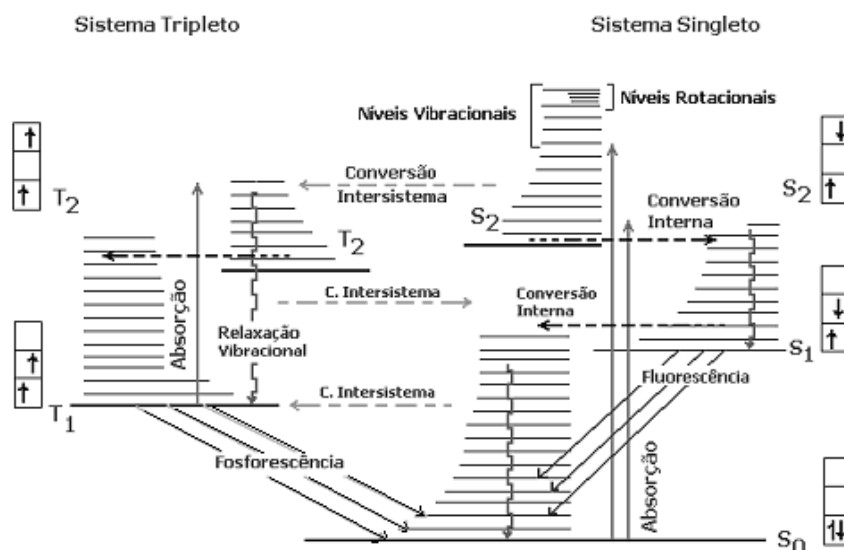 Sistema Tripleto
Sistema Singleto
Níveis Vibracionais
Níveis Rotacionais
Conversão
Intersistema
T2
S2
T2
S2
Conversão
Interna
C. Intersistema
Conversão
Interna
Absorção
Relaxação
Vibracional
S1
Fluorescência
C. Intersistema
T1
Fosforescência
Absorção
S0